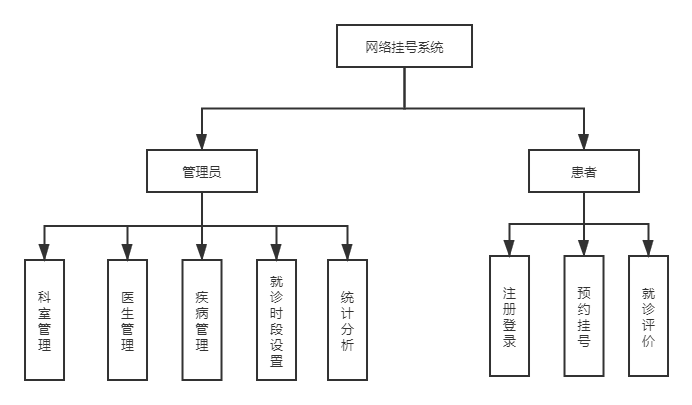 网络挂号系统
管理员
患者
科室管理
医生管理
疾病管理
就诊时段设置
统计分析
注册登录
预约挂号
就诊评价